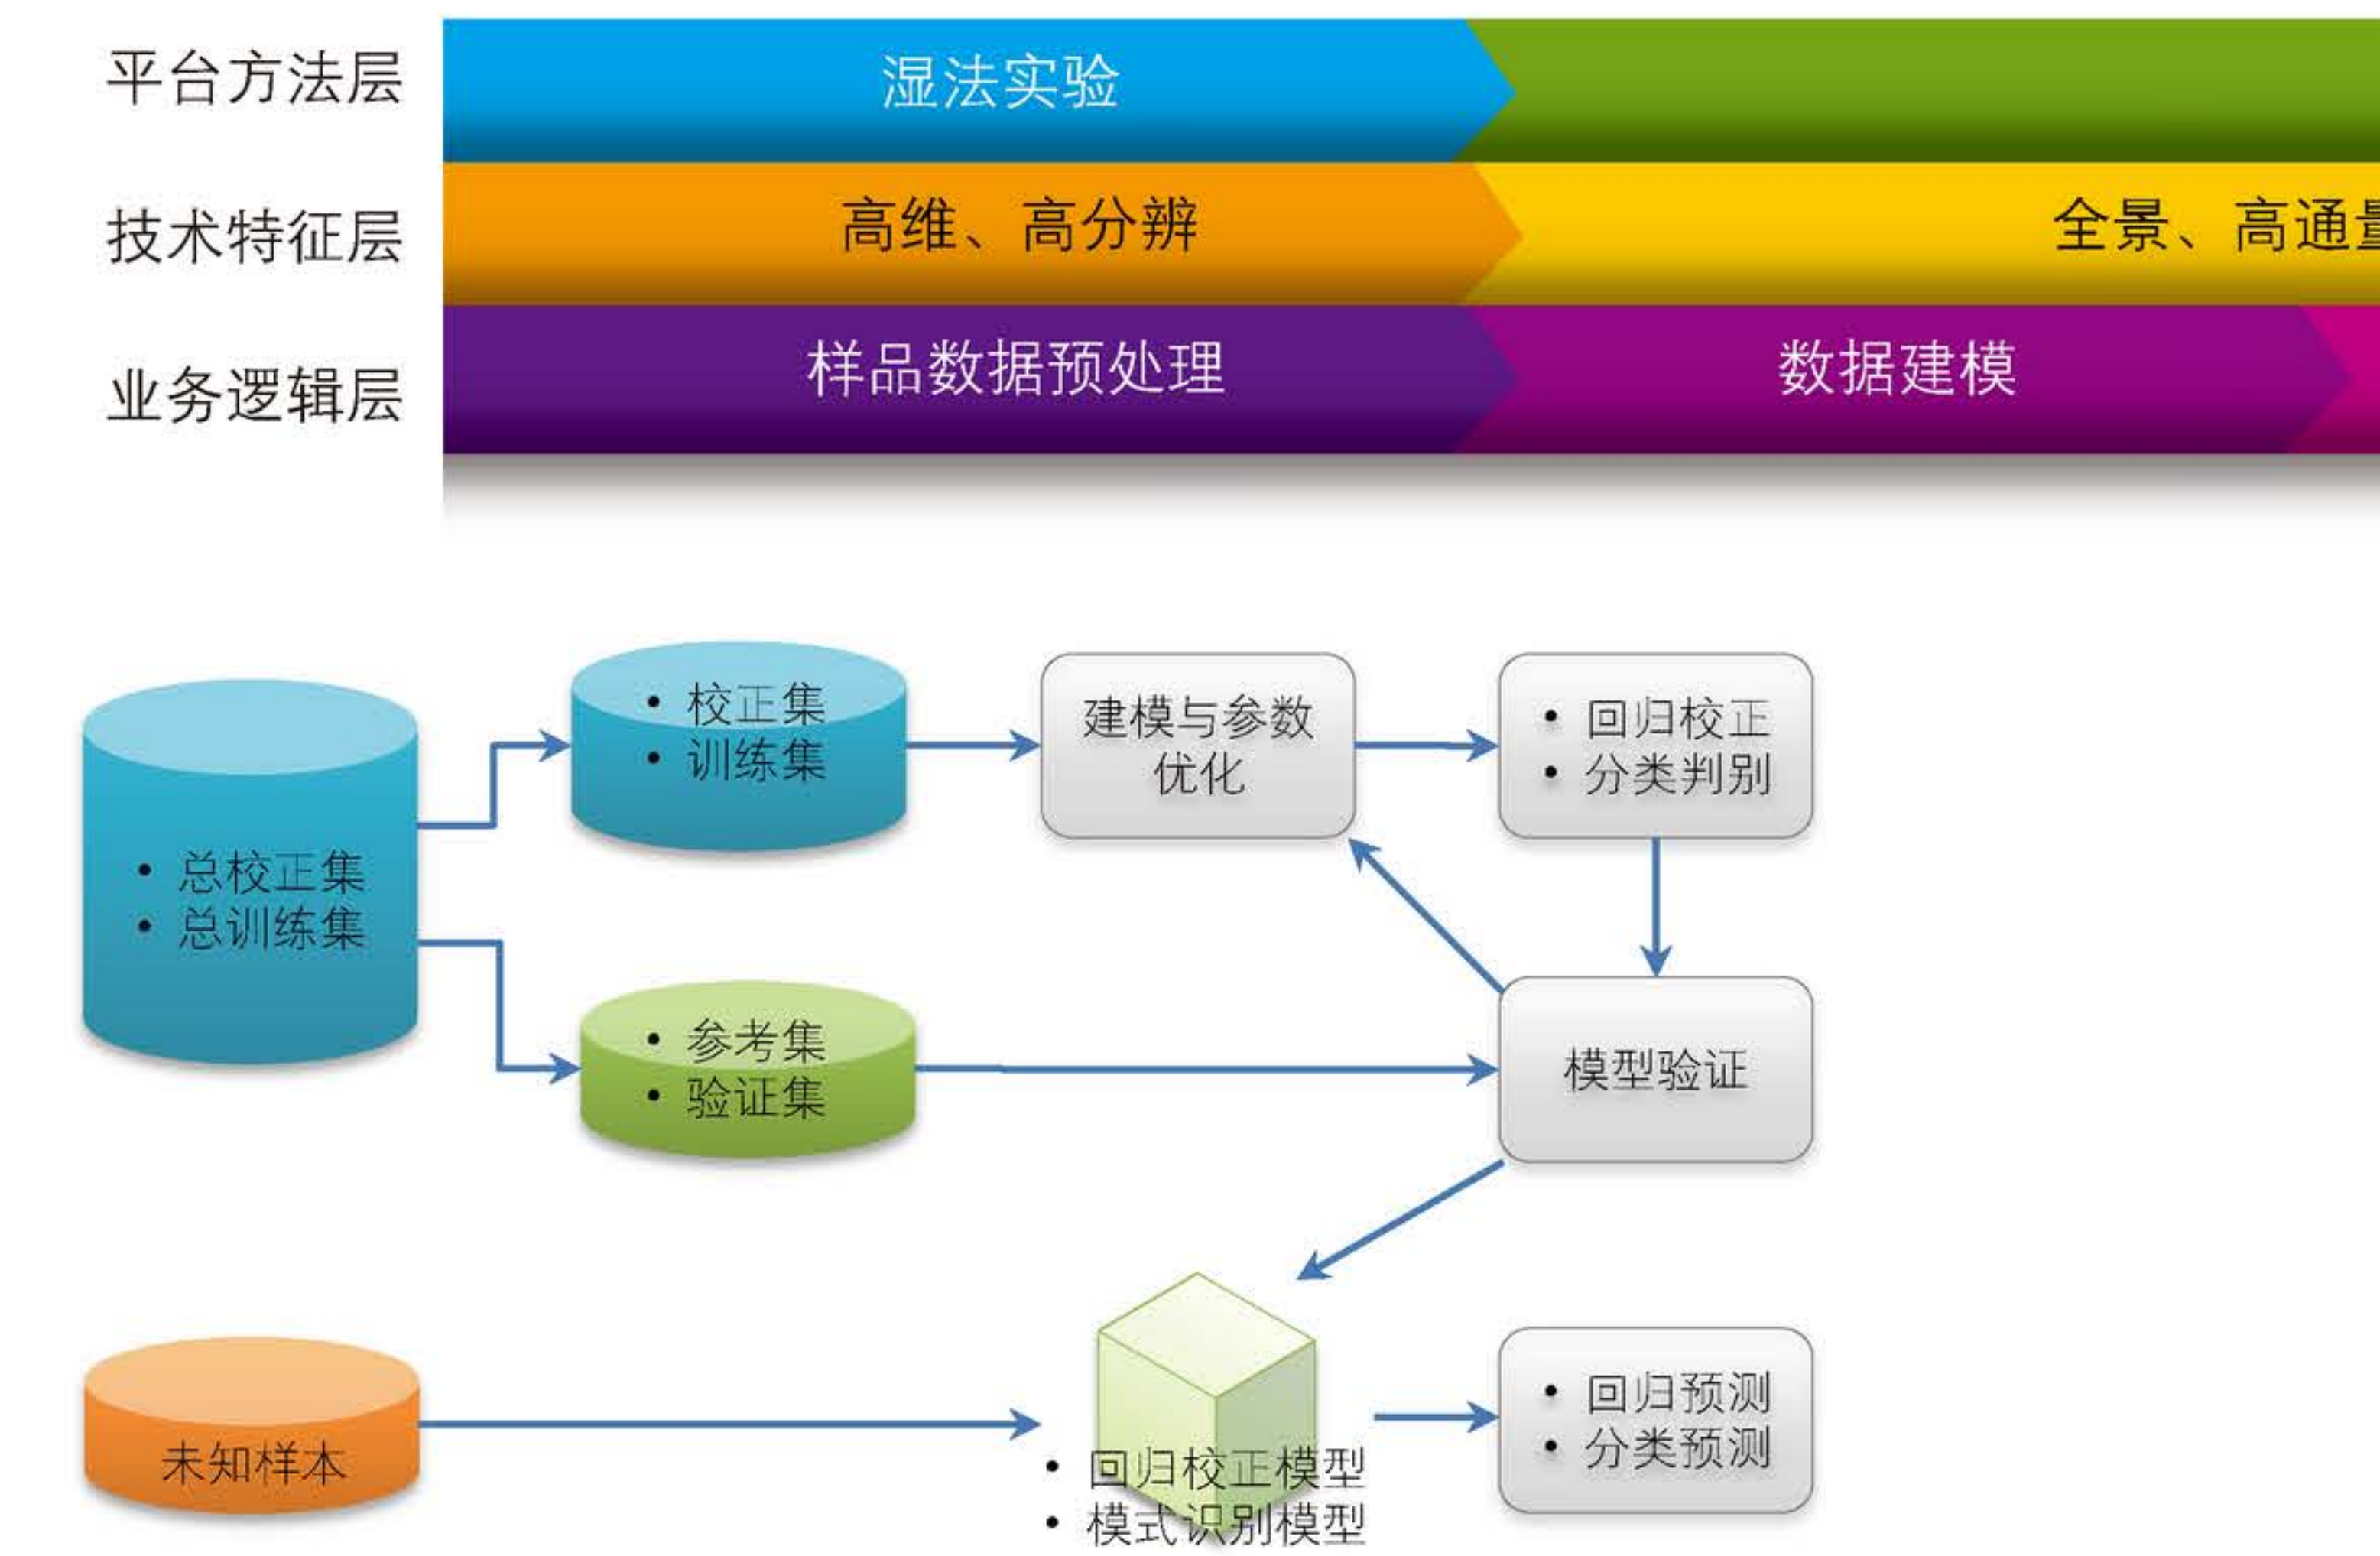 平台方法层
湿法实验
技术特征层
高维、高分辨
全景、高通量
业务逻辑层
样品数据预处理
数据建模
• 校正集
• 训练集
建模与参数
优化
• 回归校正
• 分类判别
• 总校正集
• 总训练集
• 参考集
• 验证集
模型验证
未知样本
• 回归校正模型
• 模式识别模型
• 回归预测
• 分类预测